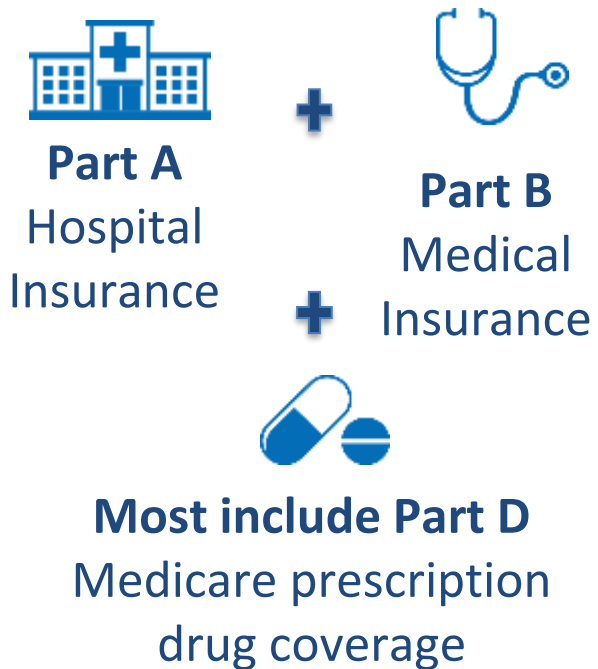 Part A
Hospital
Insurance
Part B
Medical
Insurance
Most include Part D
Medicare prescription
drug coverage